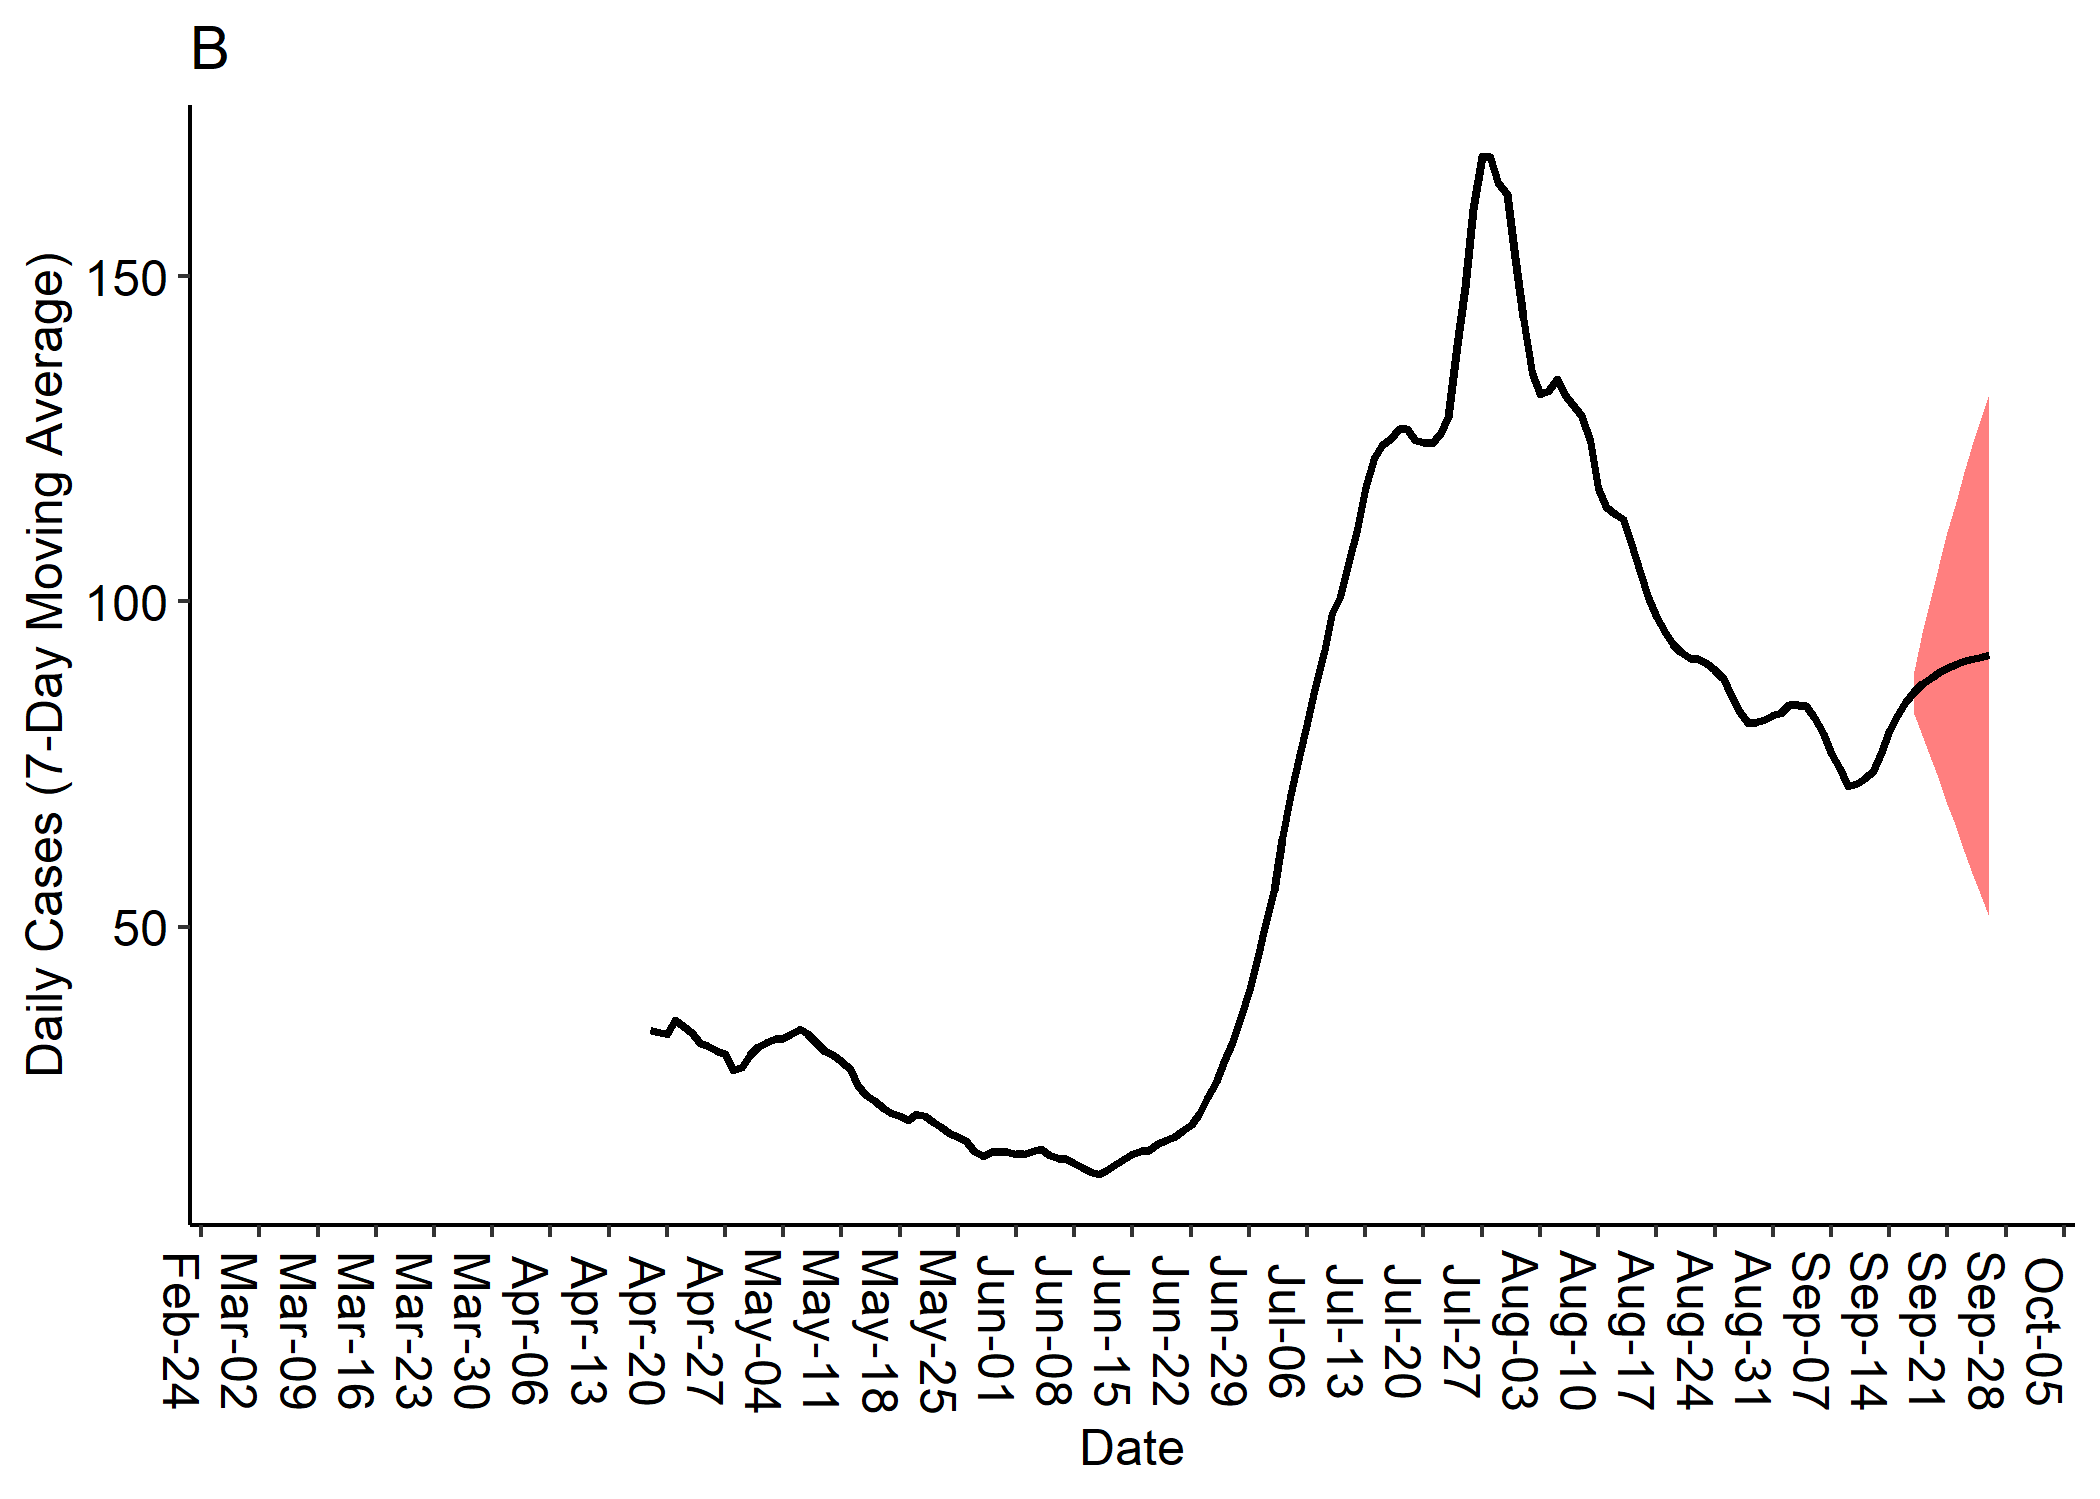 B
Daily Cases (7-Day Moving Average)
150
100
50
Feb-24
Mar-02
Mar-09
Mar-16
Mar-23
Mar-30
Apr-06
Apr-13
Apr-20
Apr-27
May-04
May-11
May-18
May-25
Jun-01
Jun-08
Jun-15
Jun-22
Jun-29
Jul-06
Jul-13
Jul-20
Jul-27
Aug-03
Aug-10
Aug-17
Aug-24
Aug-31
Sep-07
Sep-14
Sep-21
Sep-28
Oct-05
Date